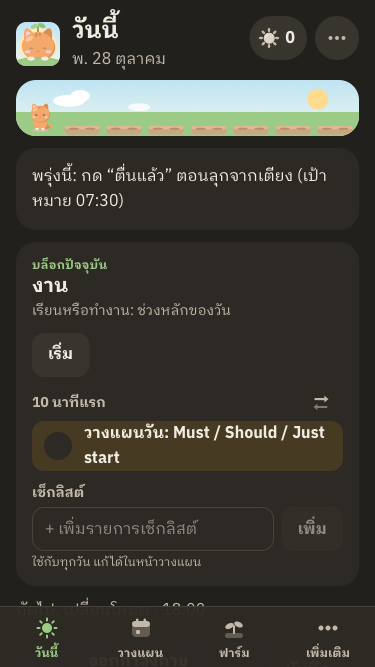 วันนี้
พ. 28 ตุลาคม
0
พรุ่งนี้: กด “ตื่นแล้ว” ตอนลุกจากเตียง (เป้า
หมาย 07:30)
บล็อกปัจจุบัน
งาน
เรียนหรือทำงาน: ช่วงหลักของวัน
เริ่ม
10 นาทีแรก
วางแผนวัน: Must / Should / Just
start
เช็กลิสต์
+ เพิ่มรายการเช็กลิสต์
เพิ่ม
ใช้กับทุกวัน แก้ได้ในหน้าวางแผน
วันนี้
วางแผน
ฟาร์ม
เพิ่มเติม